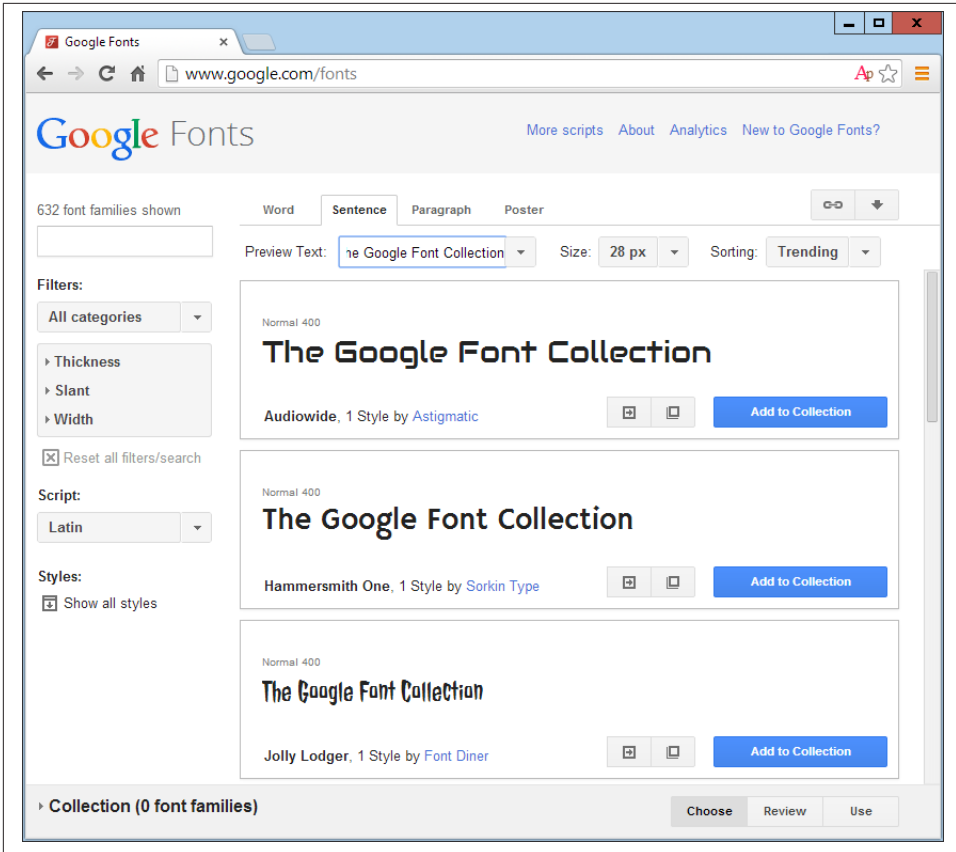 Google Fonts
www.google.com/fonts
Ap
Google Fonts
More scripts About Analytics New to Google Fonts?
632 font families shown
Word Sentence Paragraph Poster
Preview Text: he Google Font Collection Size: 28 px Sorting: Trending
Filters:
All categories
Thickness
Slant
Width
Reset all filters/search
Script:
Latin
Styles:
Show all styles
Normal 400
The Google Font Collection
Audiowide, 1 Style by Astigmatic Add to Collection
Normal 400
The Google Font Collection
Hammersmith One, 1 Style by Sorkin Type Add to Collection
Normal 400
The Google Font Collection
Jolly Lodger, 1 Style by Font Diner Add to Collection
Collection (0 font families) Choose Review Use